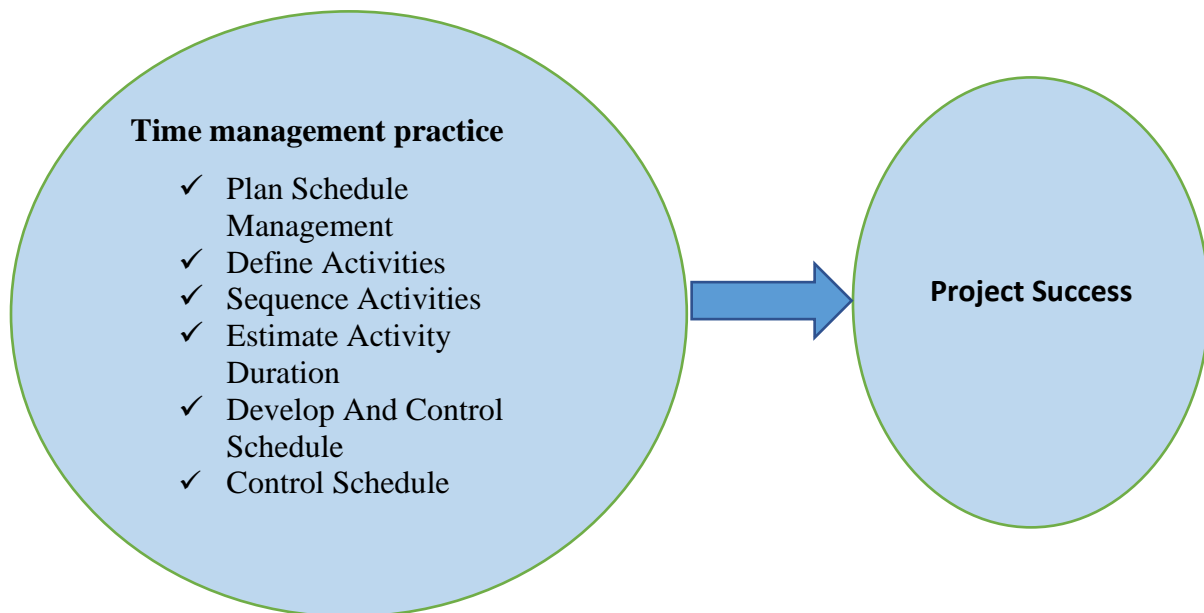 Time management practice
✓ Plan Schedule
Management
✓ Define Activities
✓ Sequence Activities
✓ Estimate Activity
Duration
✓ Develop And Control
Schedule
✓ Control Schedule
Project Success